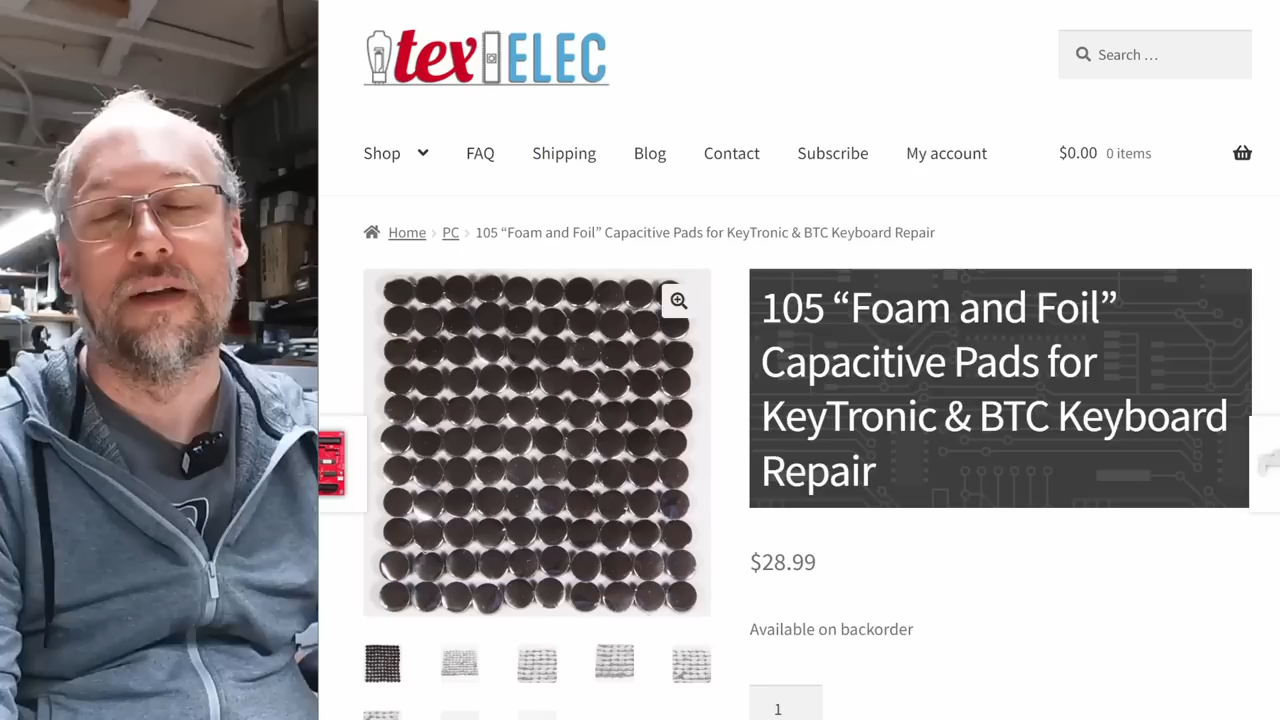 tex ELEC
Search …
Shop FAQ Shipping Blog Contact Subscribe My account $0.00 0 items
Home › PC › 105 “Foam and Foil” Capacitive Pads for KeyTronic & BTC Keyboard Repair
105 “Foam and Foil”
Capacitive Pads for
KeyTronic & BTC Keyboard
Repair
$28.99
Available on backorder
1